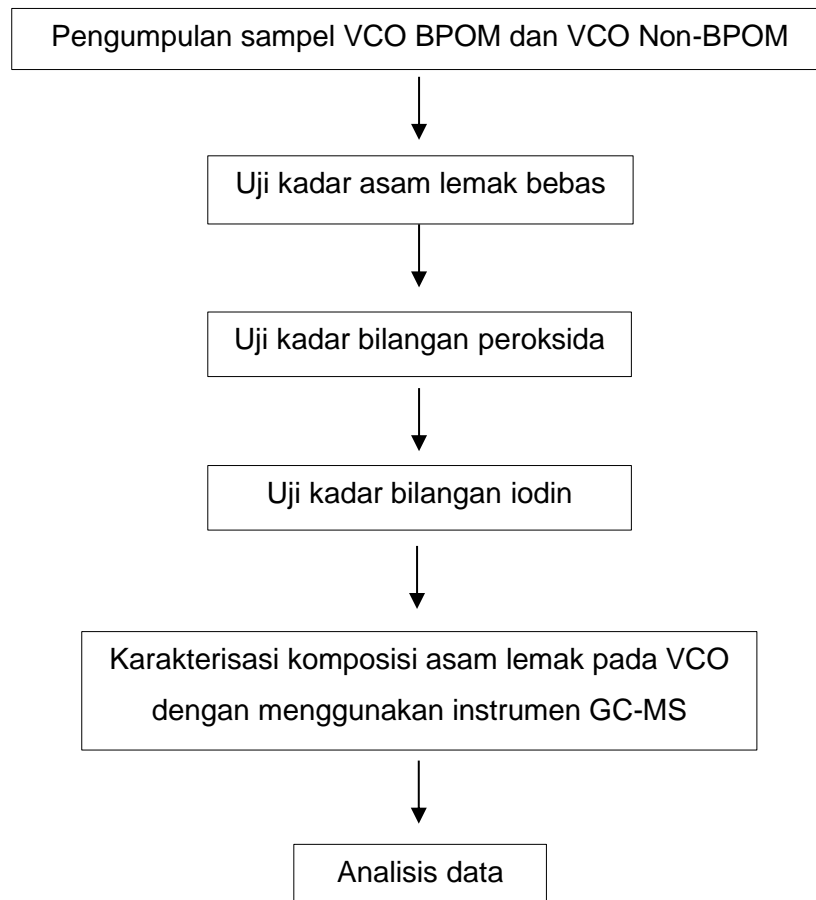 Pengumpulan sampel VCO BPOM dan VCO Non-BPOM
Uji kadar asam lemak bebas
Uji kadar bilangan peroksida
Uji kadar bilangan iodin
Karakterisasi komposisi asam lemak pada VCO
dengan menggunakan instrumen GC-MS
Analisis data